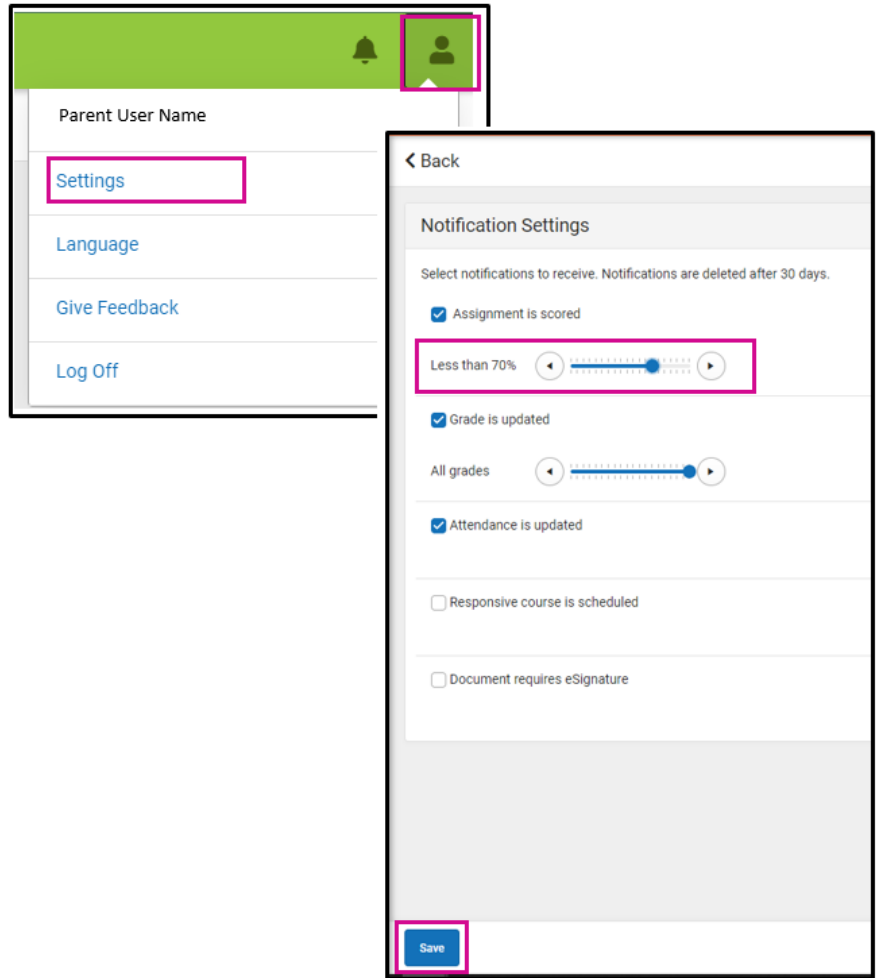 Parent User Name
Settings
Language
Give Feedback
Log Off
Back
Notification Settings
Select notifications to receive. Notifications are deleted after 30 days.
Assignment is scored
Less than 70%
Grade is updated
All grades
Attendance is updated
Responsive course is scheduled
Document requires eSignature
Save